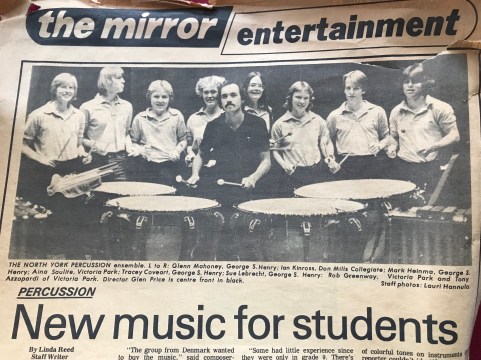 the mirror entertainment
THE NORTH YORK PERCUSSION ensemble. L to R: Glenn Mahoney, George S. Henry; Ian Kinross, Don Mills Collegiate; Mark Heinma, George S.
Henry; Aina Saulite, Victoria Park; Tracey Coveart, George S. Henry; Sue Lebrecht, George S. Henry; Rob Greenway, Victoria Park and Tony
Azzopardi of Victoria Park. Director Glen Price is centre front in black. Staff photos: Lauri Hannula
PERCUSSION
New music for students
By Linda Reed
Staff Writer
"The group from Denmark wanted
to buy the music," said composer-
"Some had little experience since
they were only in grade 9. There's
of colorful tones on instruments